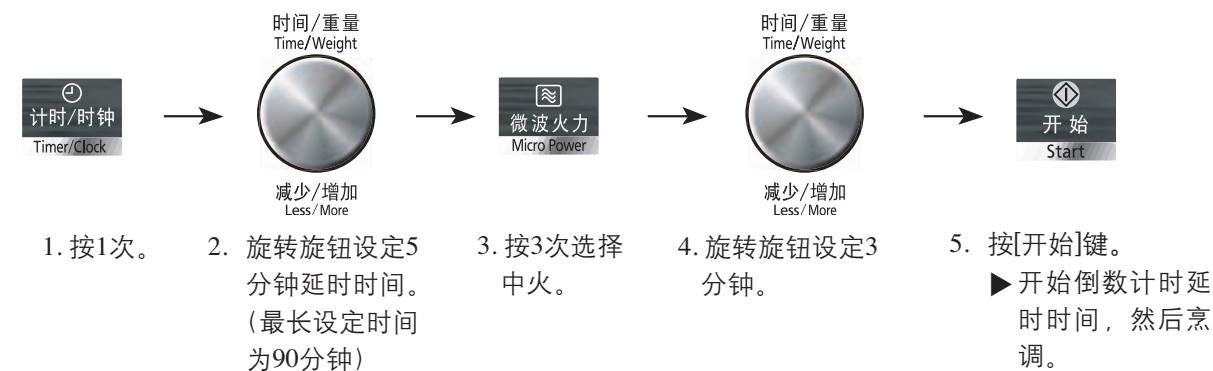 时间/重量
Time/Weight
时间/重量
Time/Weight
计时/时钟
Timer/Clock
微波火力
Micro Power
开始
Start
减少/增加
Less/More
减少/增加
Less/More
1. 按1次。
2. 旋转旋钮设定5
分钟延时时间。
(最长设定时间
为90分钟)
3. 按3次选择
中火。
4. 旋转旋钮设定3
分钟。
5. 按[开始]键。
▶开始倒数计时延
时时间，然后烹
调。